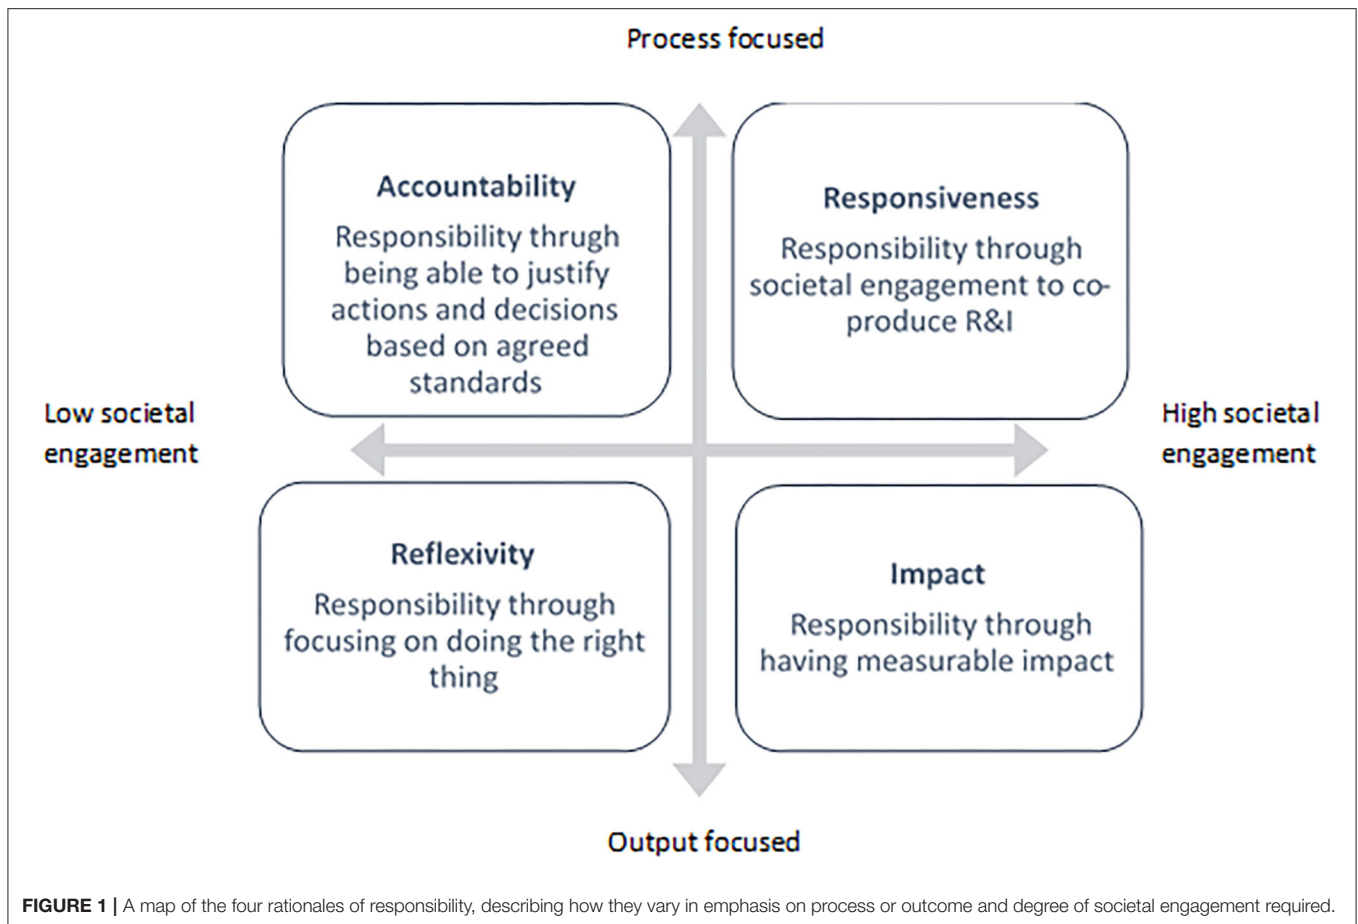 Process focused
Accountability
Responsibility thrugh
being able to justify
actions and decisions
based on agreed
standards
Responsiveness
Responsibility through
societal engagement to co-
produce R&I
Low societal
engagement
High societal
engagement
Reflexivity
Responsibility through
focusing on doing the right
thing
Impact
Responsibility through
having measurable impact
Output focused
FIGURE 1 | A map of the four rationales of responsibility, describing how they vary in emphasis on process or outcome and degree of societal engagement required.